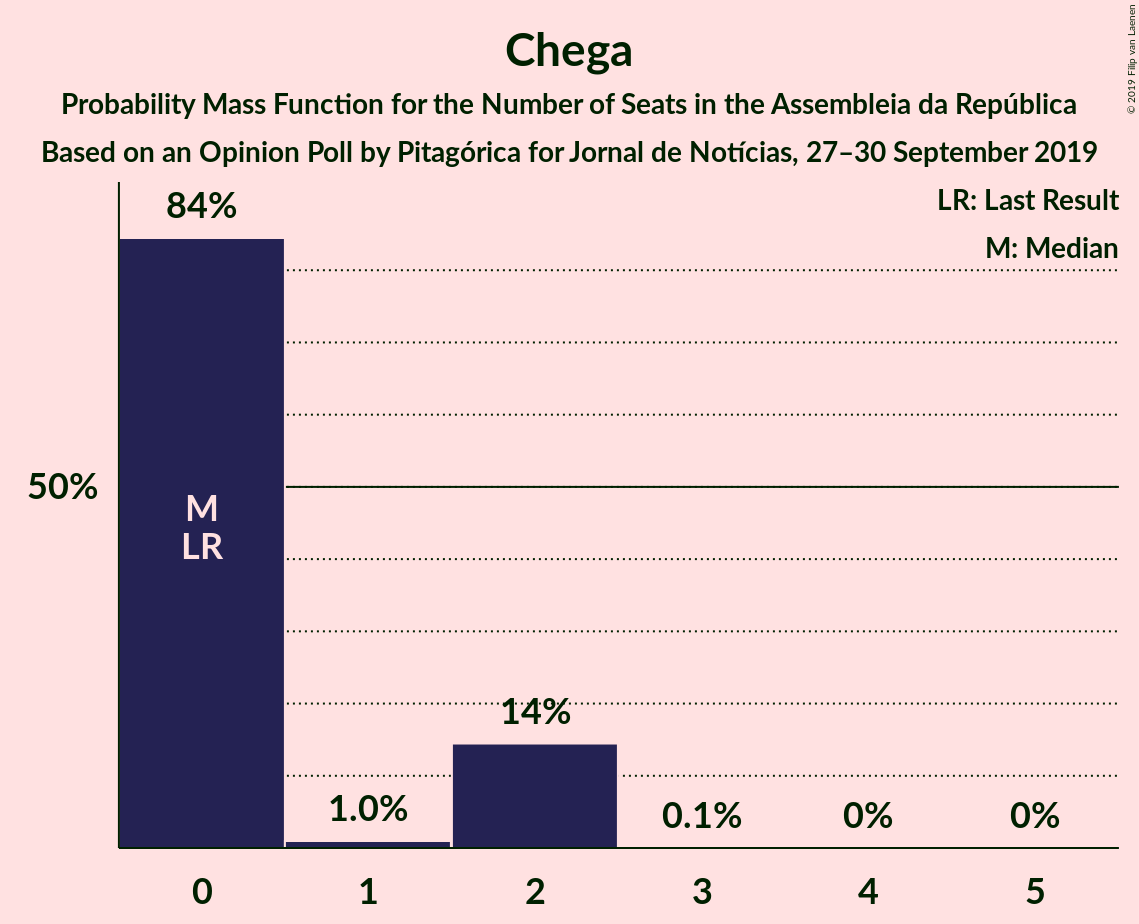 Chega
Probability Mass Function for the Number of Seats in the Assembleia da República
Based on an Opinion Poll by Pitagórica for Jornal de Notícias, 27–30 September 2019
© 2019 Filip van Laenen
LR: Last Result
M: Median
84%
50%
M
LR
14%
1.0%
0.1%
0%
0%
0
1
2
3
4
5